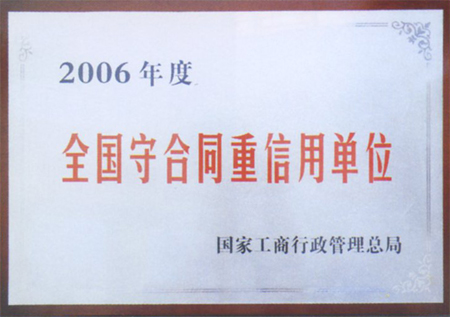 2006年度
全国守合同重信用单位
国家工商行政管理总局